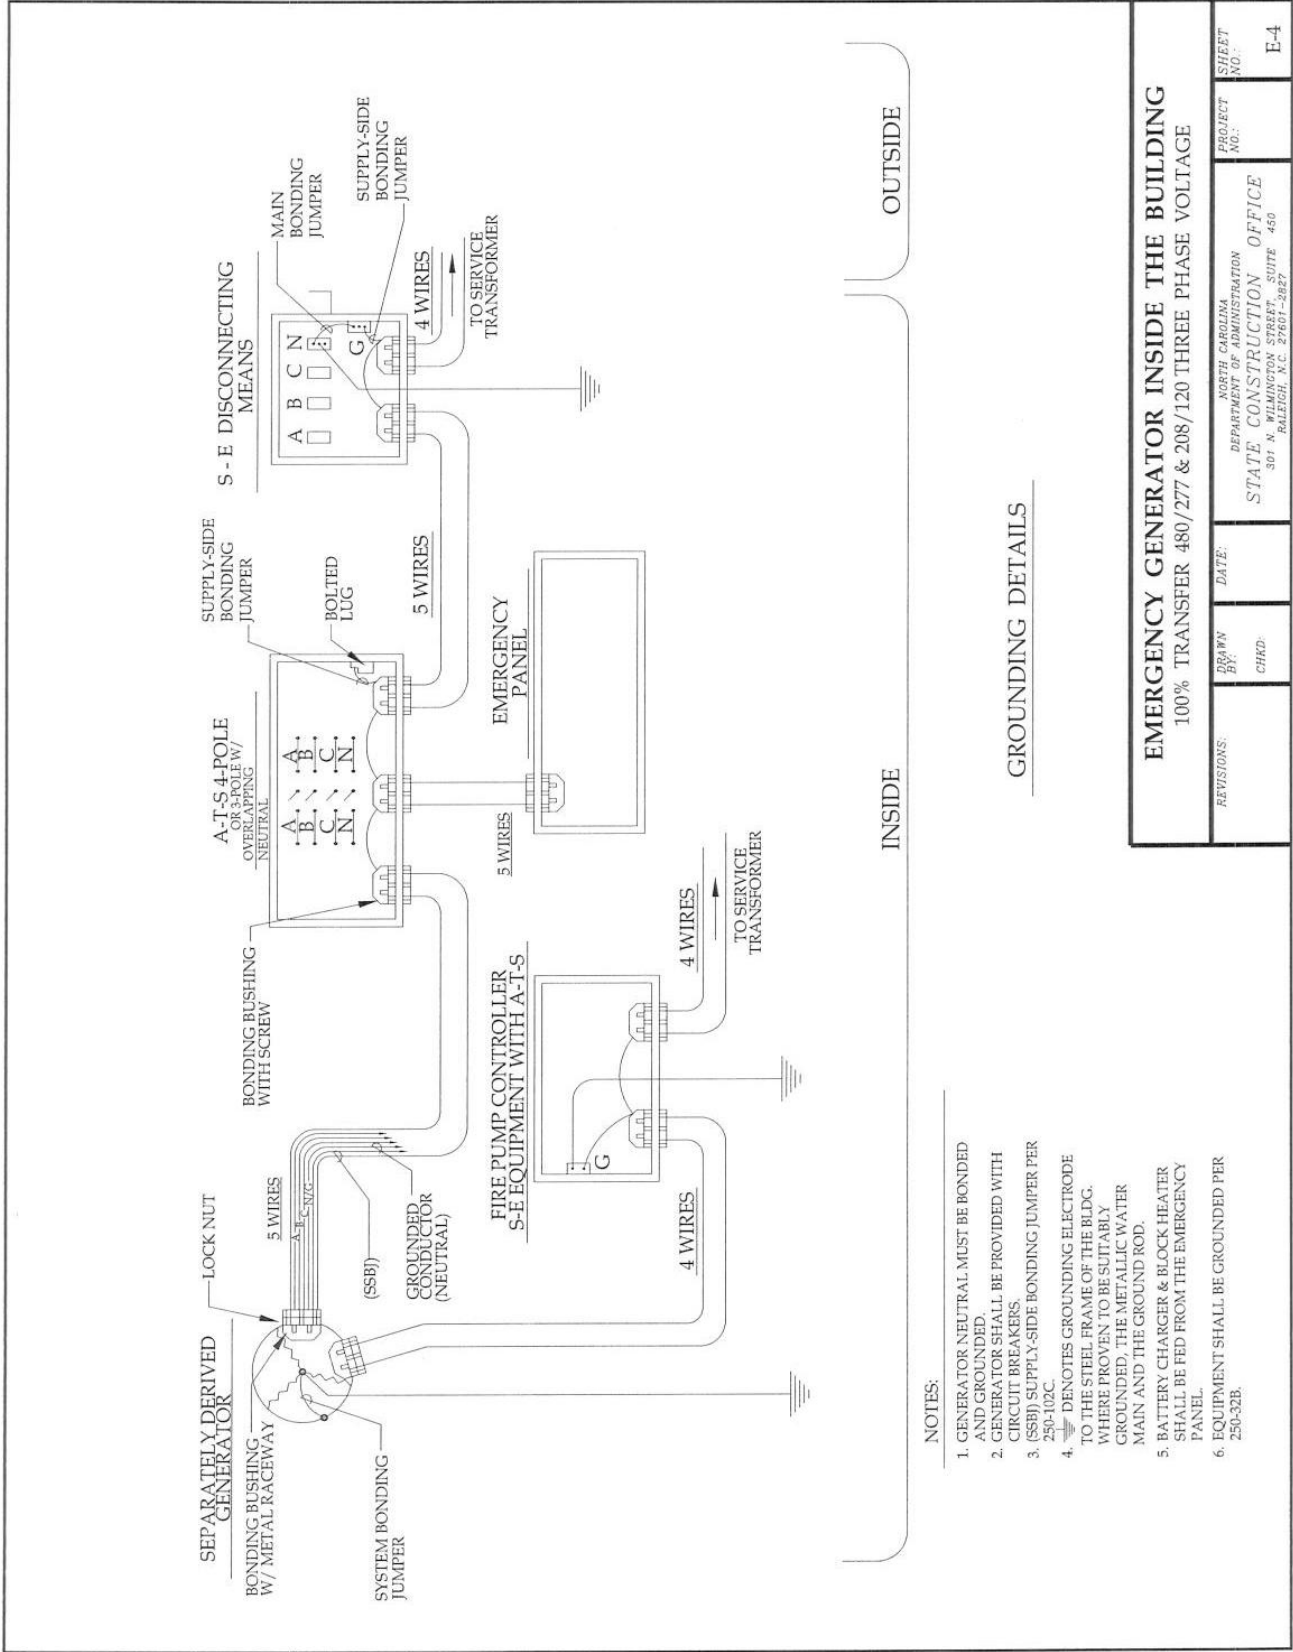 SEPARATELY DERIVED
GENERATOR
BONDING BUSHING
W/ METAL RACEWAY
SYSTEM BONDING
JUMPER
LOCK NUT
5 WIRES
A
B
C
N/G
(SSBJ)
GROUNDED
CONDUCTOR
(NEUTRAL)
BONDING BUSHING
WITH SCREW
A-T-S 4-POLE
OR 3-POLE W/
OVERLAPPING
NEUTRAL
A A
B B
C C
N N
SUPPLY-SIDE
BONDING
JUMPER
BOLTED
LUG
5 WIRES
S - E DISCONNECTING
MEANS
A B C N
G
MAIN
BONDING
JUMPER
SUPPLY-SIDE
BONDING
JUMPER
4 WIRES
TO SERVICE
TRANSFORMER
FIRE PUMP CONTROLLER
S-E EQUIPMENT WITH A-T-S
G
4 WIRES
4 WIRES
TO SERVICE
TRANSFORMER
5 WIRES
EMERGENCY
PANEL
INSIDE
OUTSIDE
NOTES:
1. GENERATOR NEUTRAL MUST BE BONDED
AND GROUNDED.
2. GENERATOR SHALL BE PROVIDED WITH
CIRCUIT BREAKERS.
3. (SSBJ) SUPPLY-SIDE BONDING JUMPER PER
250-102C.
4. DENOTES GROUNDING ELECTRODE
TO THE STEEL FRAME OF THE BLDG.
WHERE PROVEN TO BE SUITABLY
GROUNDED, THE METALLIC WATER
MAIN AND THE GROUND ROD.
5. BATTERY CHARGER & BLOCK HEATER
SHALL BE FED FROM THE EMERGENCY
PANEL.
6. EQUIPMENT SHALL BE GROUNDED PER
250-32B.
GROUNDING DETAILS
EMERGENCY GENERATOR INSIDE THE BUILDING
100% TRANSFER 480/277 & 208/120 THREE PHASE VOLTAGE
REVISIONS:
DRAWN
BY:
CHKD:
DATE:
NORTH CAROLINA
DEPARTMENT OF ADMINISTRATION
STATE CONSTRUCTION OFFICE
301 N. WILMINGTON STREET, SUITE 450
RALEIGH, N.C. 27601-2827
PROJECT
NO.:
SHEET
NO.:
E-4